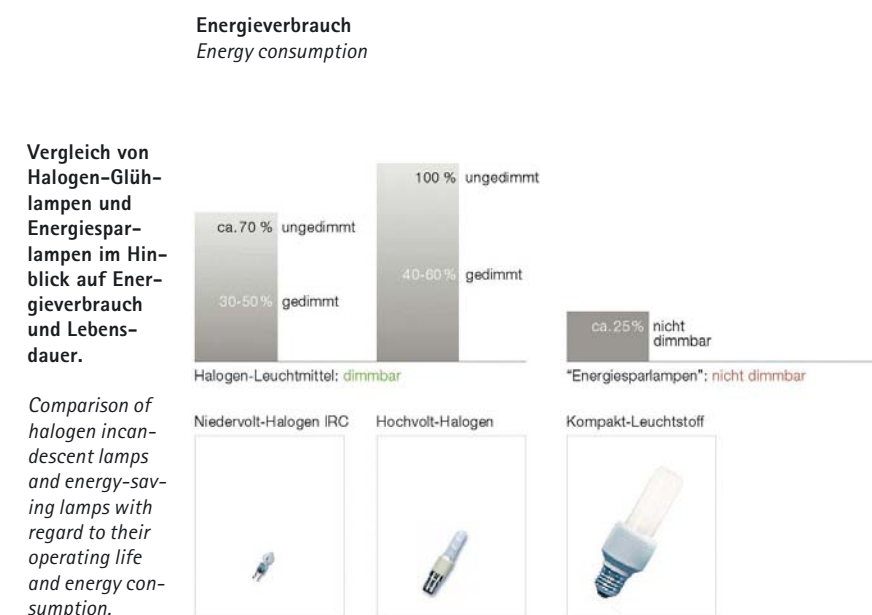 Energieverbrauch
Energy consumption
Vergleich von
Halogen-Glüh-
lampen und
Energiespar-
lampen im Hin-
blick auf Ener-
gieverbrauch
und Lebens-
dauer.
Comparison of
halogen incan-
descent lamps
and energy-sav-
ing lamps with
regard to their
operating life
and energy con-
sumption.
ca. 70 % ungedimmt
30-50 % gedimmt
100 % ungedimmt
40-60 % gedimmt
ca. 25% nicht
dimmbar
Halogen-Leuchtmittel: dimmbar
"Energiesparlampen": nicht dimmbar
Niedervolt-Halogen IRC
Hochvolt-Halogen
Kompakt-Leuchtstoff